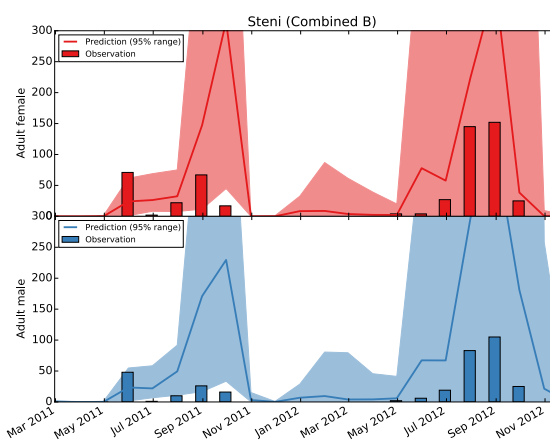 Steni (Combined B)
300
250
200
150
100
50
300
Adult female
Prediction (95% range)
Observation
250
200
150
100
50
0
Adult male
Prediction (95% range)
Observation
Mar 2011
May 2011
Jul 2011
Sep 2011
Nov 2011
Jan 2012
Mar 2012
May 2012
Jul 2012
Sep 2012
Nov 2012